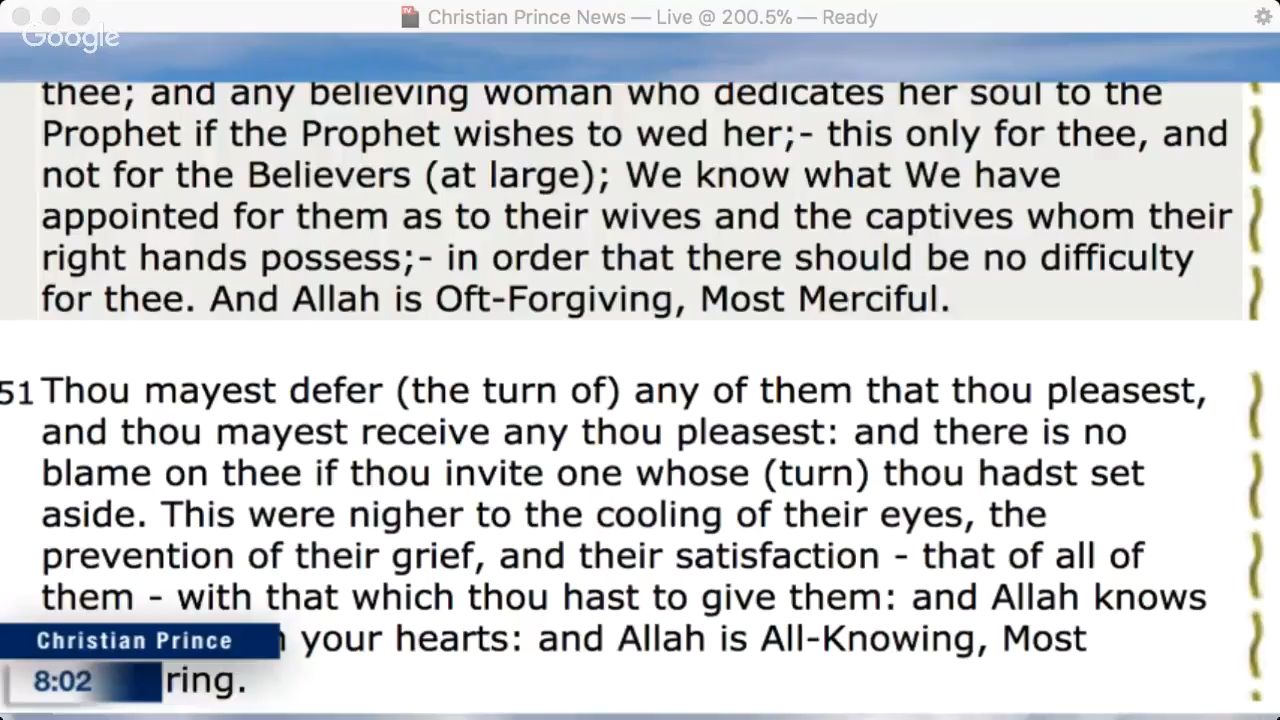 Christian Prince News — Live @ 200.5% — Ready
Google
thee; and any believing woman who dedicates her soul to the
Prophet if the Prophet wishes to wed her;- this only for thee, and
not for the Believers (at large); We know what We have
appointed for them as to their wives and the captives whom their
right hands possess;- in order that there should be no difficulty
for thee. And Allah is Oft-Forgiving, Most Merciful.
51 Thou mayest defer (the turn of) any of them that thou pleasest,
and thou mayest receive any thou pleasest: and there is no
blame on thee if thou invite one whose (turn) thou hadst set
aside. This were nigher to the cooling of their eyes, the
prevention of their grief, and their satisfaction - that of all of
them - with that which thou hast to give them: and Allah knows
your hearts: and Allah is All-Knowing, Most
ring.
Christian Prince
8:02